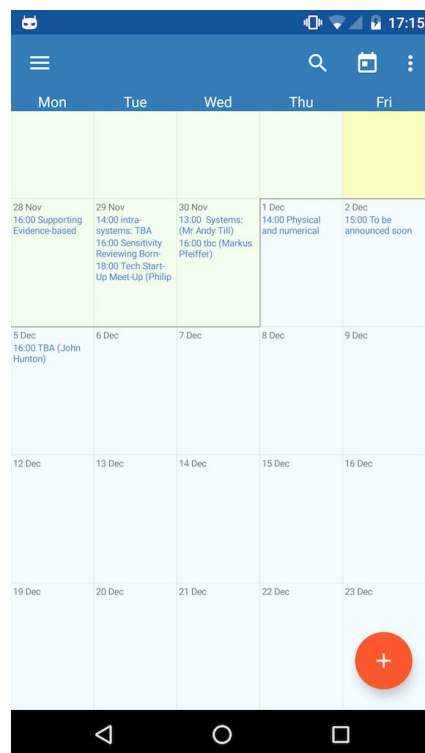 17:15
Mon Tue Wed Thu Fri
28 Nov
16:00 Supporting
Evidence-based
29 Nov
14:00 intra-
systems: TBA
16:00 Sensitivity
Reviewing Born-
18:00 Tech Start-
Up Meet-Up (Philip
30 Nov
13:00 Systems:
(Mr Andy Till)
16:00 tbc (Markus
Pfeiffer)
1 Dec
14:00 Physical
and numerical
2 Dec
15:00 To be
announced soon
5 Dec
16:00 TBA (John
Hunton)
6 Dec
7 Dec
8 Dec
9 Dec
12 Dec
13 Dec
14 Dec
15 Dec
16 Dec
19 Dec
20 Dec
21 Dec
22 Dec
23 Dec